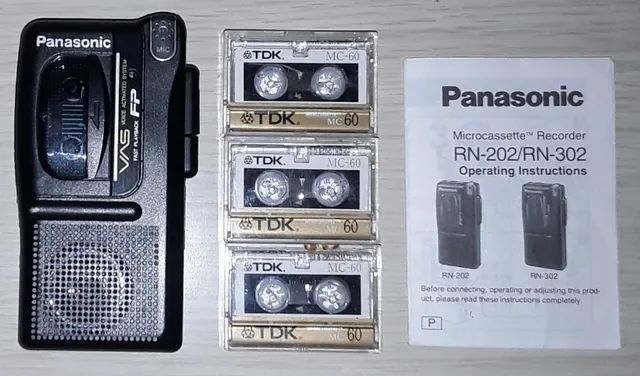 Panasonic
MIC
VAS VOICE ACTIVATED SYSTEM
FAST PLAYBACK FP
TDK. MC-60
TDK MC 60
TDK. MC-60
TDK MC 60
TDK. MC-60
TDK MC 60
Panasonic
Microcassette™ Recorder
RN-202/RN-302
Operating Instructions
RN-202 RN-302
Before connecting, operating or adjusting this prod-
uct, please read these instructions completely.
P